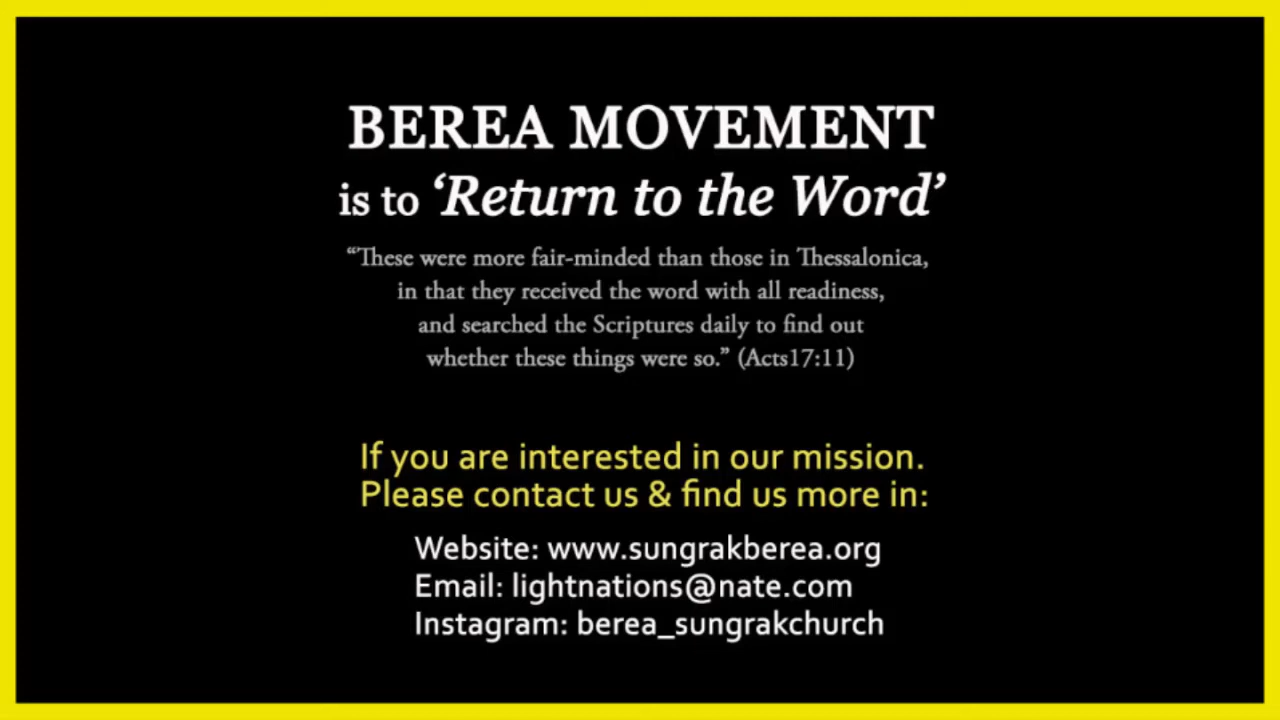 BEREA MOVEMENT
is to ‘Return to the Word’
“These were more fair-minded than those in Thessalonica,
in that they received the word with all readiness,
and searched the Scriptures daily to find out
whether these things were so.” (Acts17:11)
If you are interested in our mission.
Please contact us & find us more in:
Website: www.sungrakberea.org
Email: lightnations@nate.com
Instagram: berea_sungrakchurch